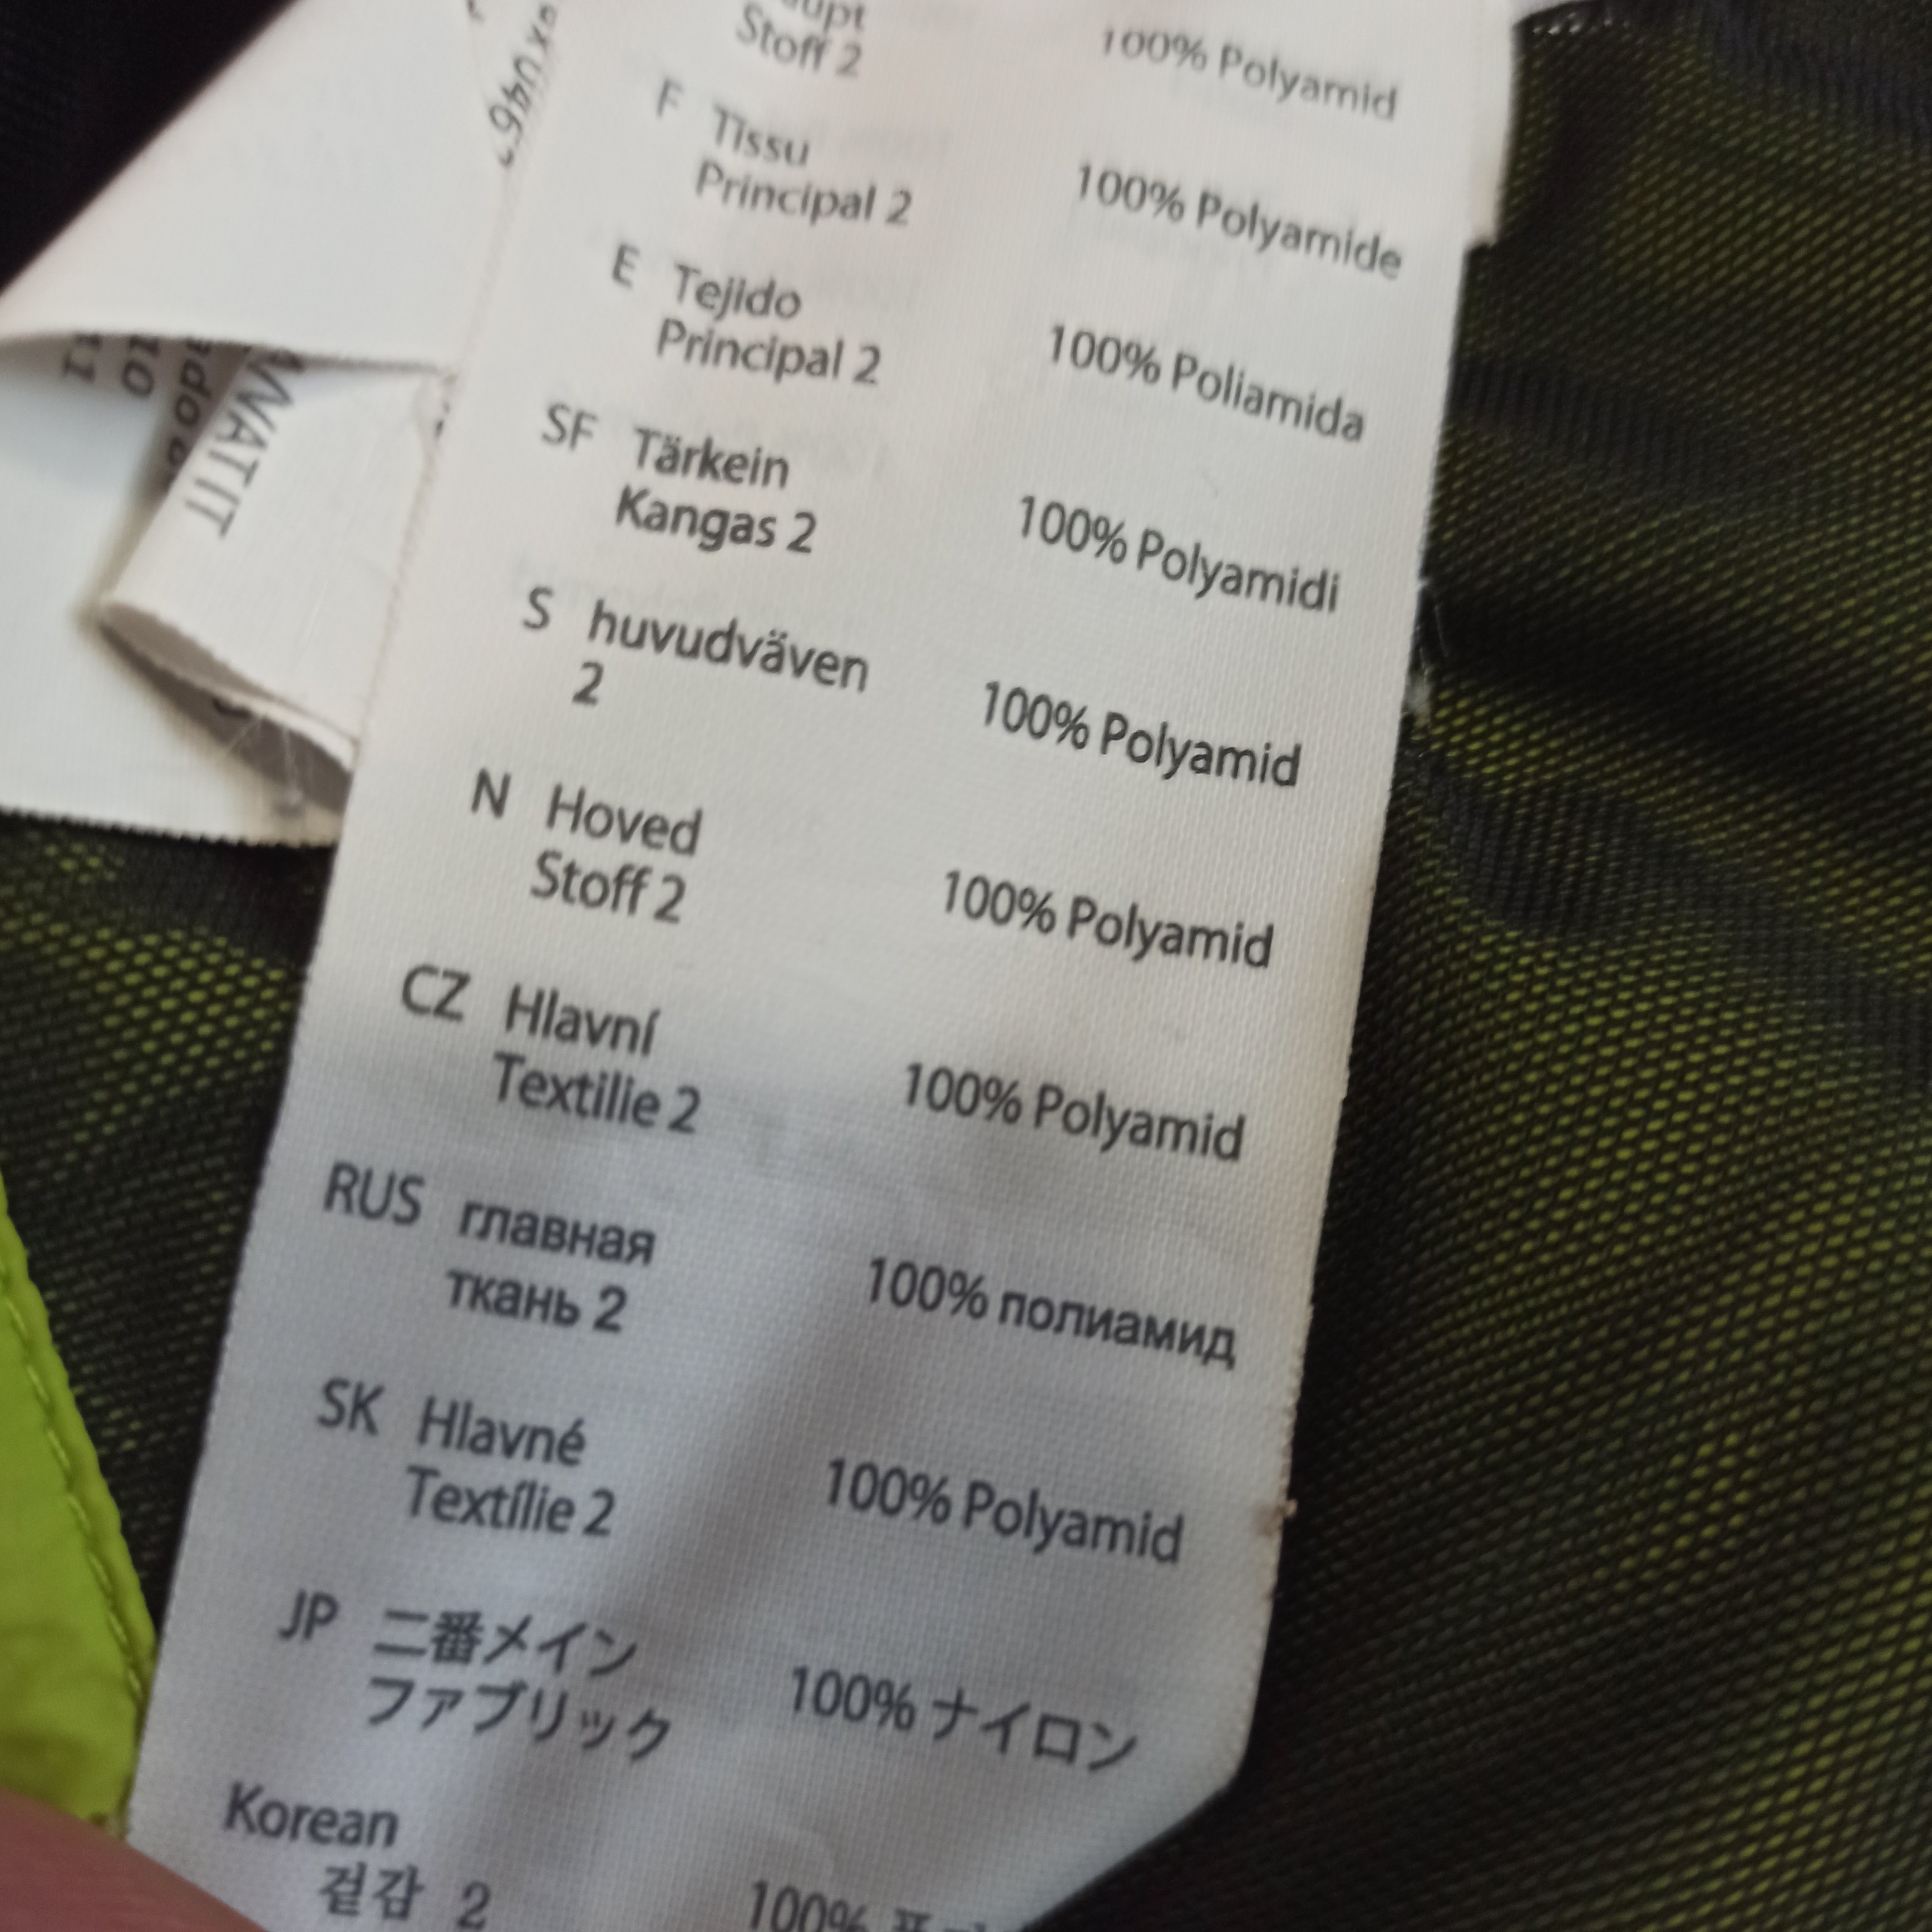 Stoff 2
100% Polyamid
F Tissu
Principal 2
100% Polyamide
E Tejido
Principal 2
100% Poliamida
SF Tärkein
Kangas 2
100% Polyamidi
S huvudväven
2
100% Polyamid
N Hoved
Stoff 2
100% Polyamid
CZ Hlavní
Textilie 2
100% Polyamid
RUS главная
ткань 2
100% полиамид
SK Hlavné
Textílie 2
100% Polyamid
JP 二番メイン
ファブリック
100% ナイロン
Korean
겉감 2
100%